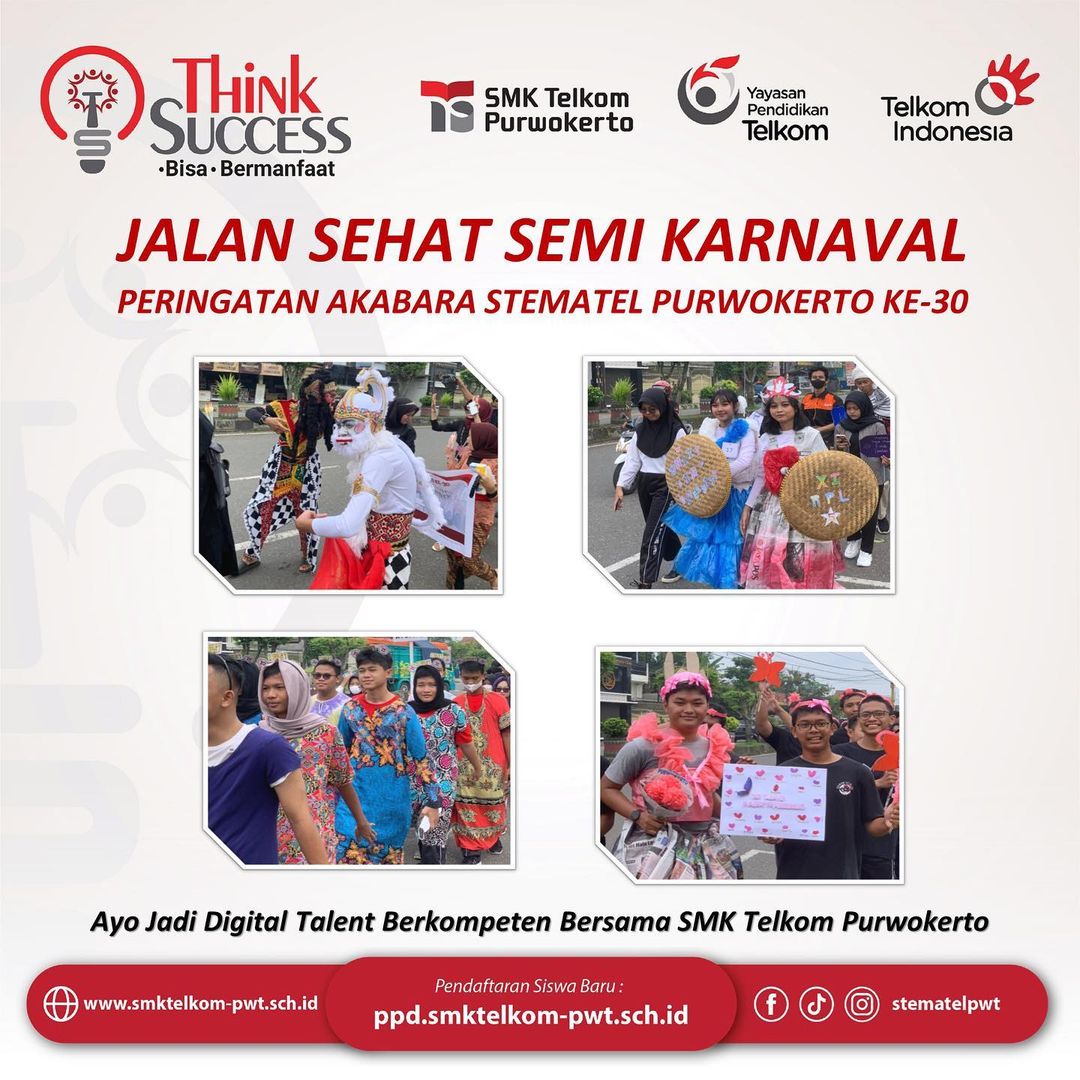 Think
Success
•Bisa•Bermanfaat
SMK Telkom
Purwokerto
Yayasan
Pendidikan
Telkom
Telkom
Indonesia
JALAN SEHAT SEMI KARNAVAL
PERINGATAN AKABARA STEMATEL PURWOKERTO KE-30
XI
RPL
Ayo Jadi Digital Talent Berkompeten Bersama SMK Telkom Purwokerto
www.smktelkom-pwt.sch.id
Pendaftaran Siswa Baru :
ppd.smktelkom-pwt.sch.id
stematelpwt